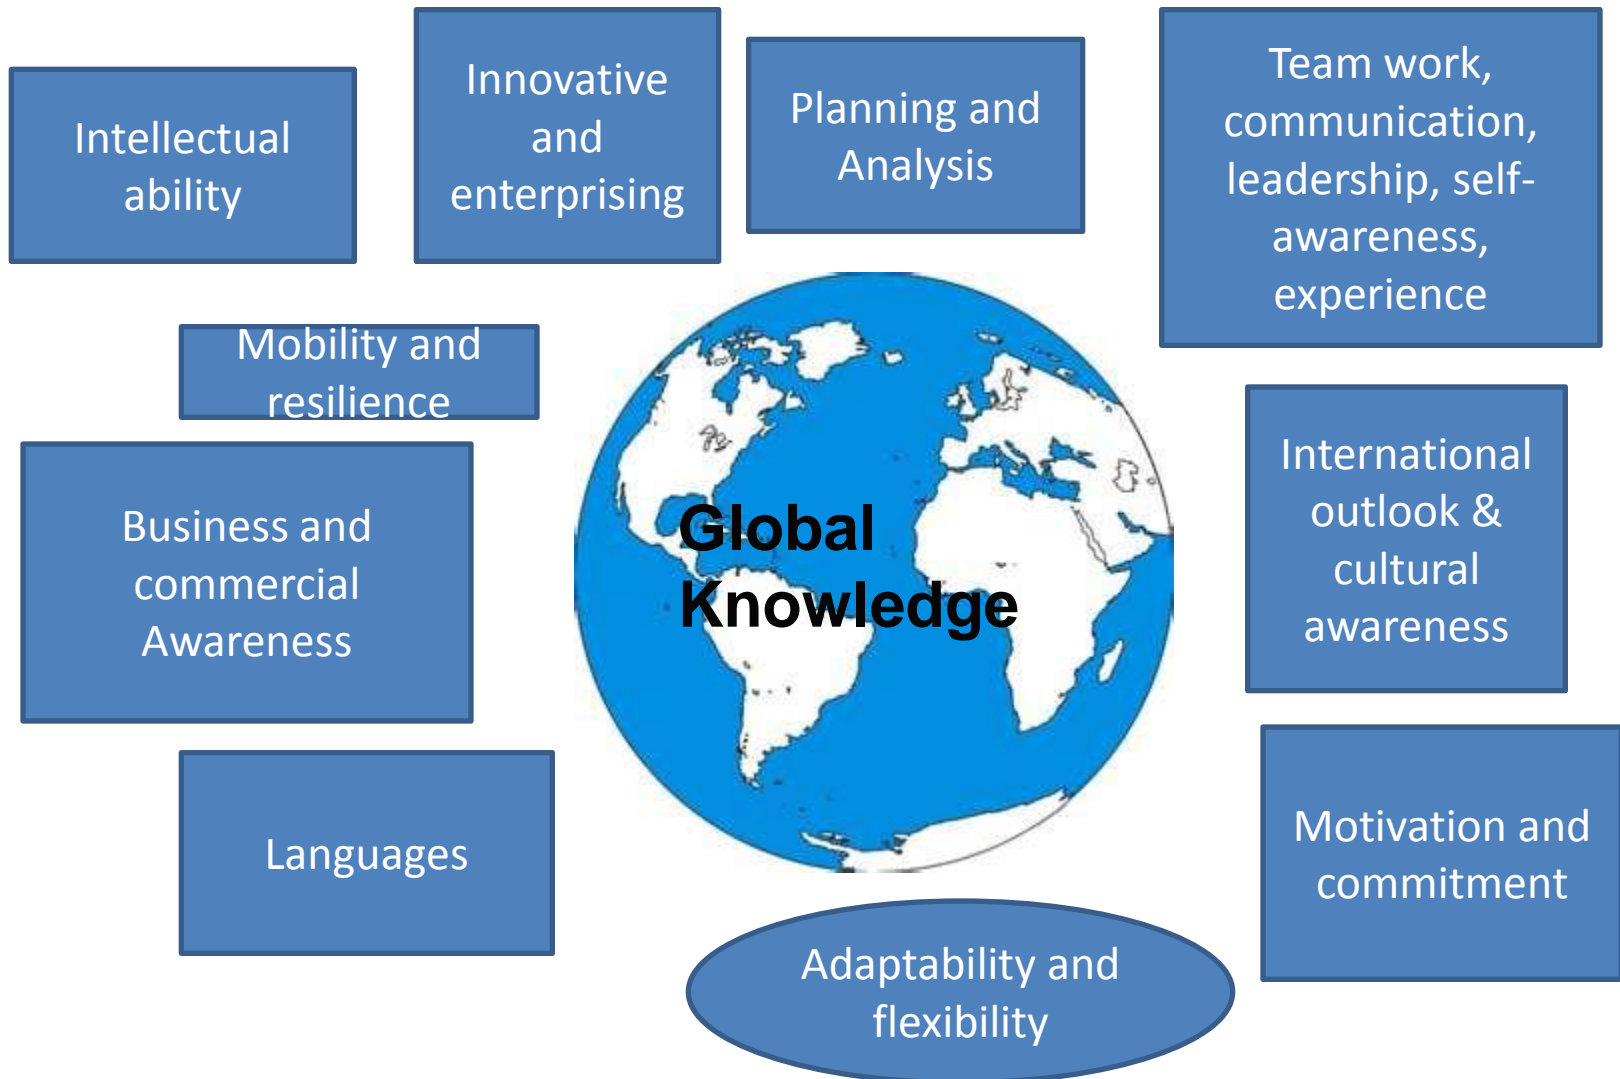 Intellectual
ability
Innovative
and
enterprising
Planning and
Analysis
Team work,
communication,
leadership, self-
awareness,
experience
Mobility and
resilience
Business and
commercial
Awareness
Global
Knowledge
International
outlook &
cultural
awareness
Languages
Motivation and
commitment
Adaptability and
flexibility